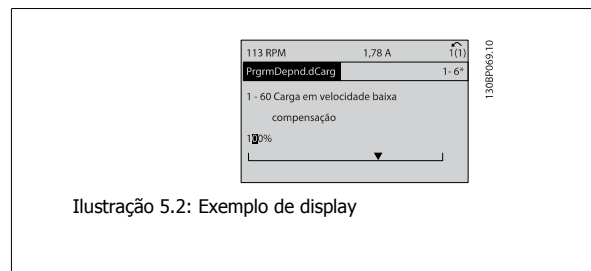 113 RPM 1,78 A 1(1)
PrgrmDepnd.dCarg 1- 6*
1 - 60 Carga em velocidade baixa
compensação
100%
130BP069.10
Ilustração 5.2: Exemplo de display